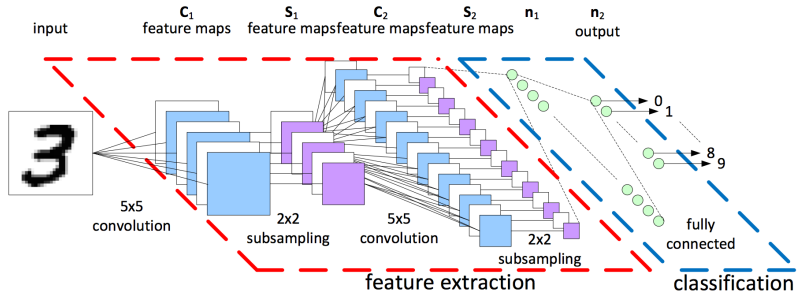 C1 S1 C2 S2 n1 n2
input feature maps feature maps feature maps feature maps output
0
1
8
9
5x5
convolution
2x2
subsampling
5x5
convolution
2x2
subsampling
fully
connected
feature extraction
classification
3